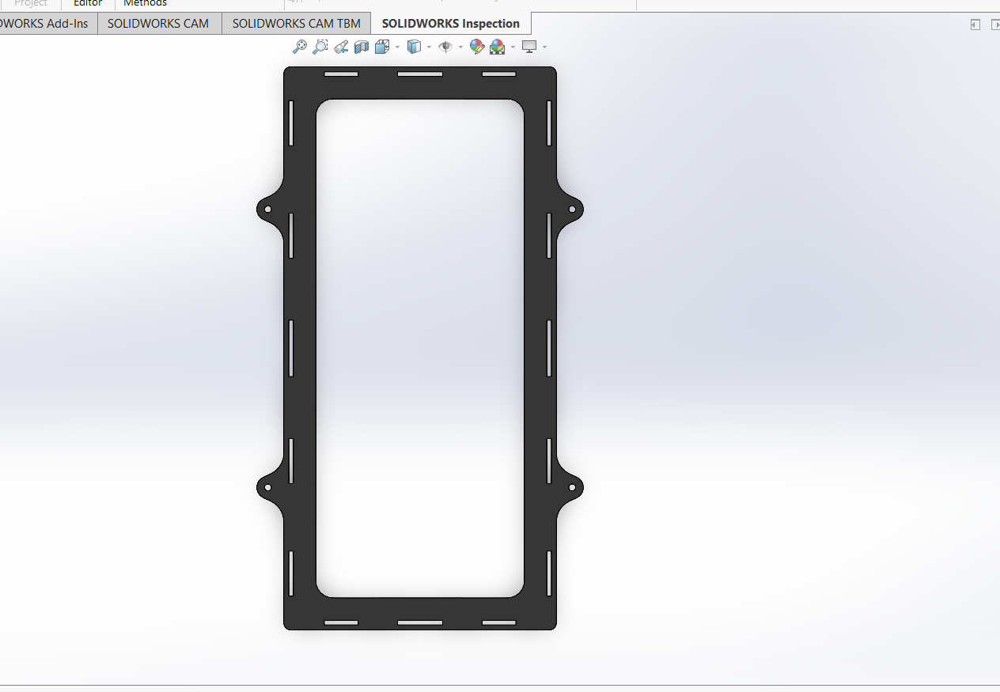 Project Editor Methods
DWORKS Add-Ins SOLIDWORKS CAM SOLIDWORKS CAM TBM SOLIDWORKS Inspection